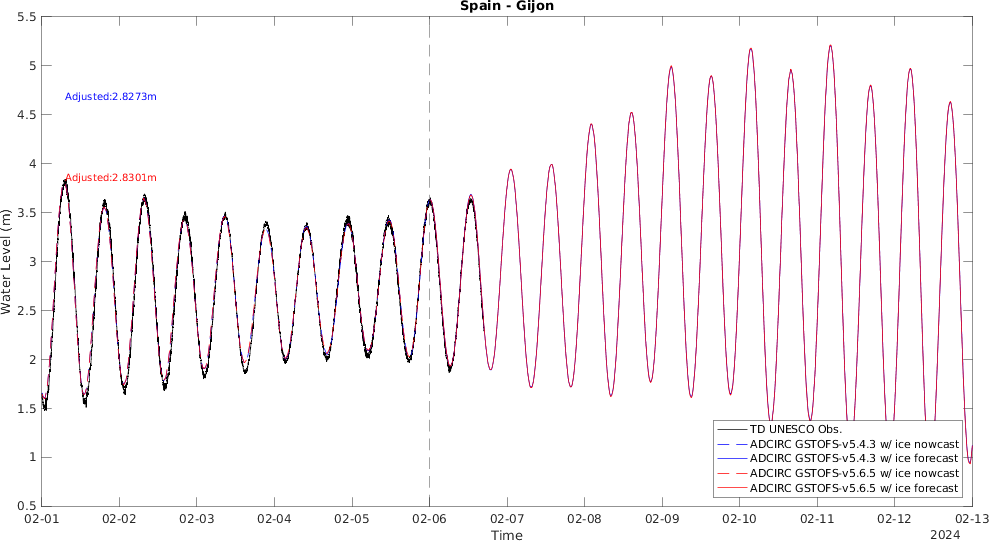 Spain - Gijon
5.5
5
4.5
4
3.5
3
2.5
2
1.5
1
0.5
Water Level (m)
Adjusted:2.8273m
Adjusted:2.8301m
TD UNESCO Obs.
ADCIRC GSTOFS-v5.4.3 w/ ice nowcast
ADCIRC GSTOFS-v5.4.3 w/ ice forecast
ADCIRC GSTOFS-v5.6.5 w/ ice nowcast
ADCIRC GSTOFS-v5.6.5 w/ ice forecast
02-01 02-02 02-03 02-04 02-05 02-06 02-07 02-08 02-09 02-10 02-11 02-12 02-13
Time
2024